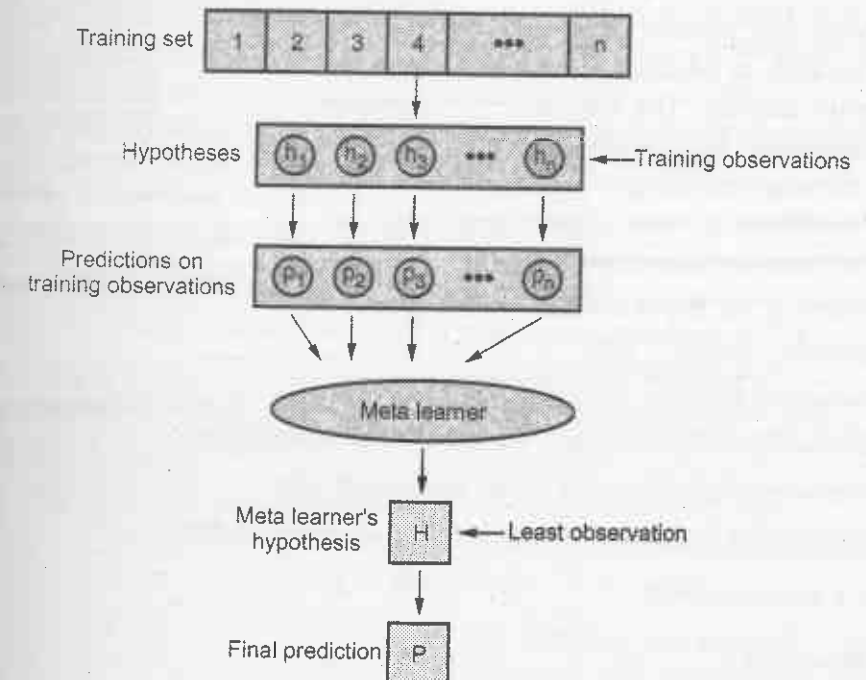 Training set 1 2 3 4 ••• n
Hypotheses h1 h2 h3 ••• hn Training observations
Predictions on
training observations p1 p2 p3 ••• pn
Meta learner
Meta learner's
hypothesis H Least observation
Final prediction P